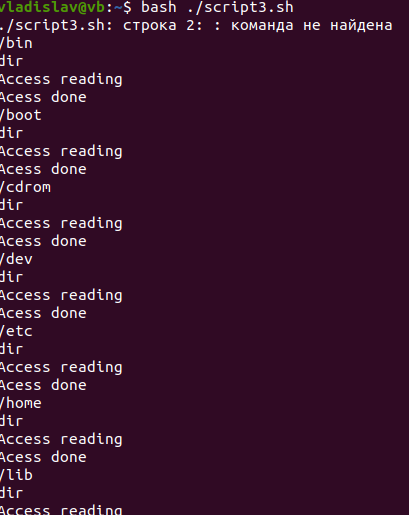 vladislav@vb:~$ bash ./script3.sh
./script3.sh: строка 2: : команда не найдена
/bin
dir
Access reading
Acess done
/boot
dir
Access reading
Acess done
/cdrom
dir
Access reading
Acess done
/dev
dir
Access reading
Acess done
/etc
dir
Access reading
Acess done
/home
dir
Access reading
Acess done
/lib
dir
Access reading